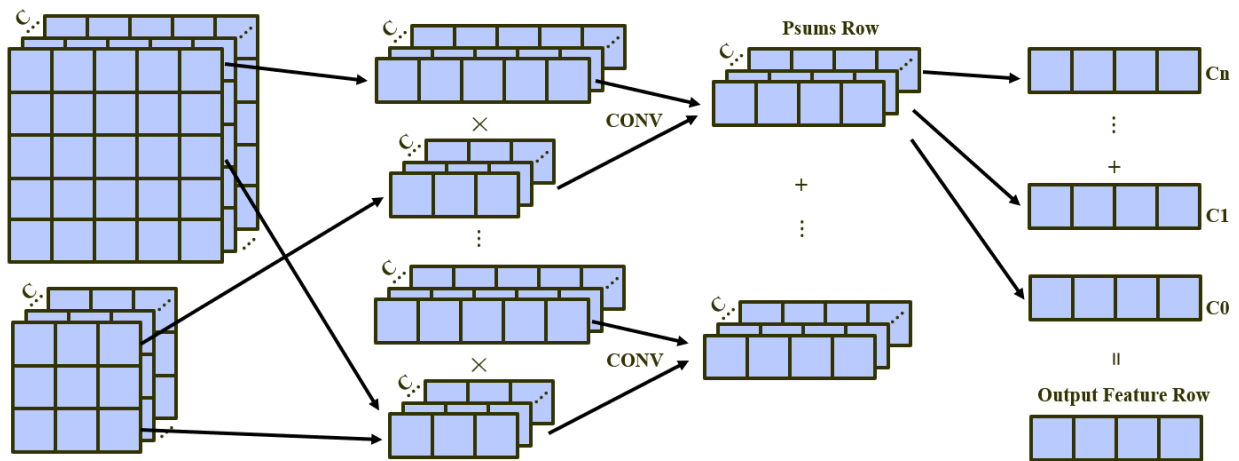 C...
C...
Psums Row
C...
Cn
×
CONV
C...
+
C1
C...
C0
C...
C...
×
CONV
C...
=
Output Feature Row
+